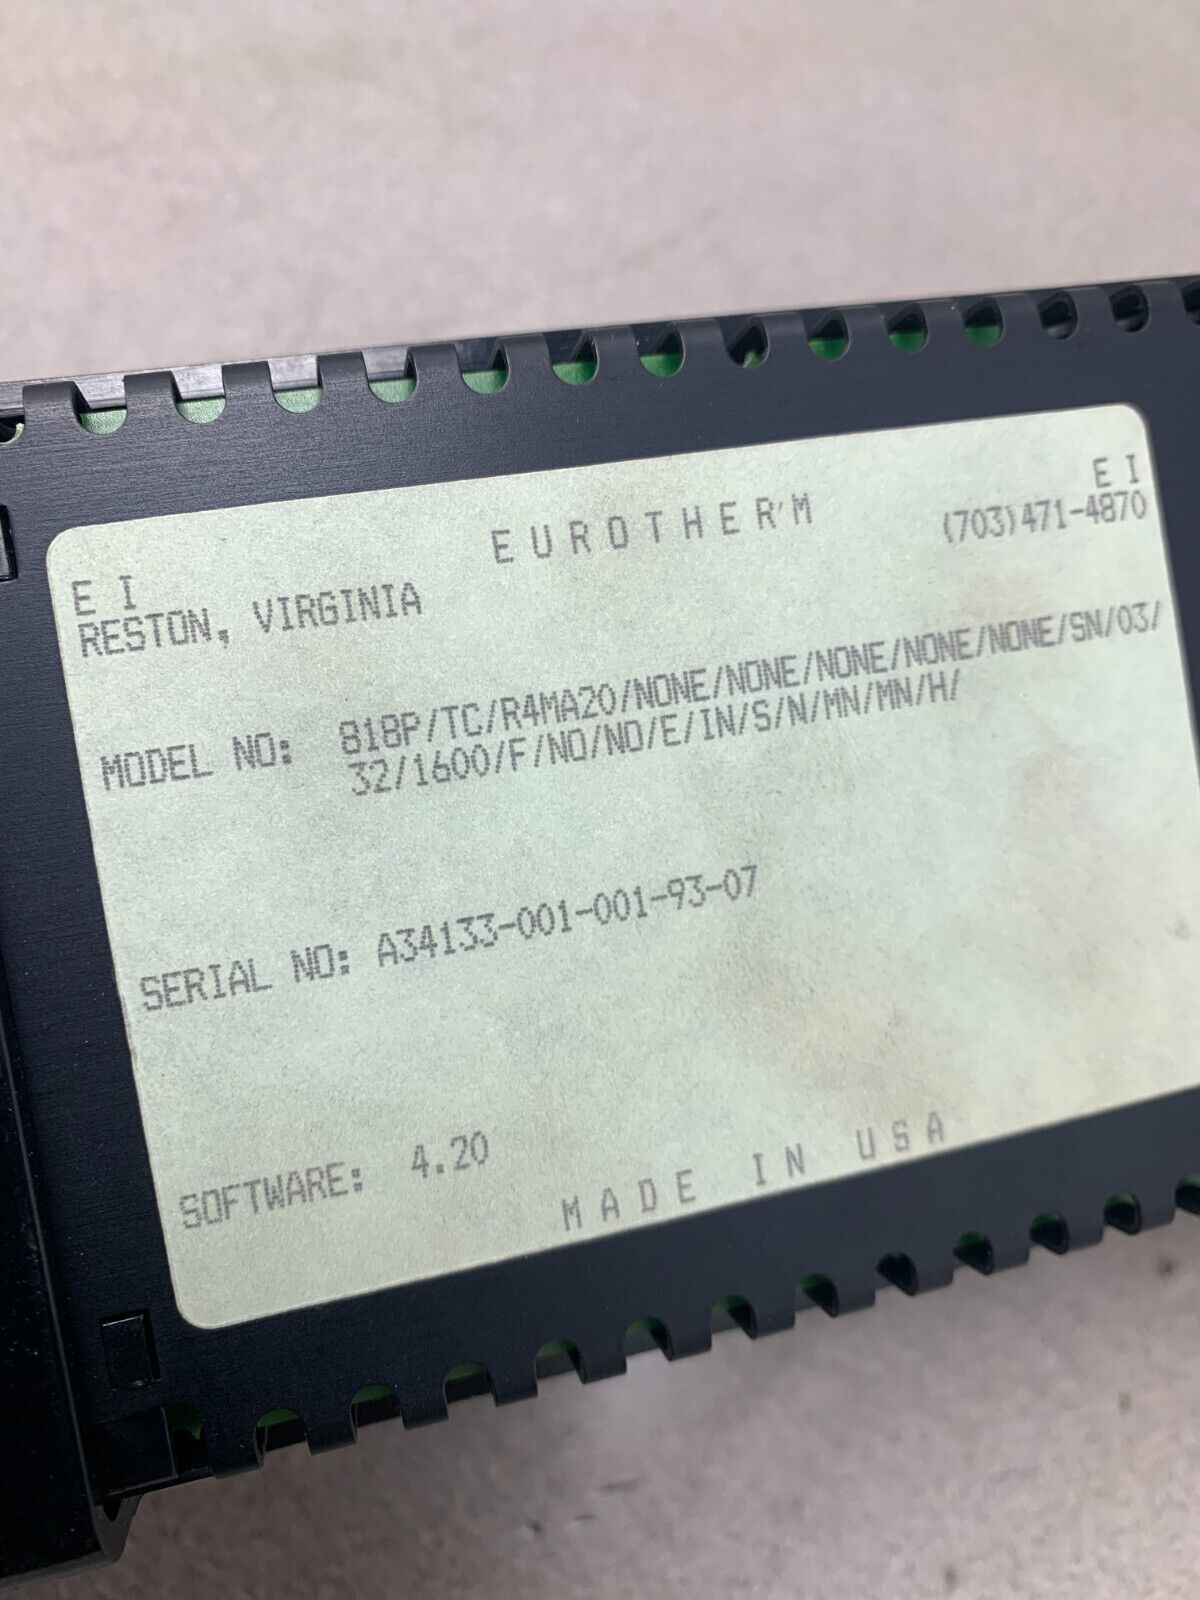 EUROTHERM
E I
E I
(703)471-4870
RESTON, VIRGINIA
MODEL NO: 818P/TC/R4MA20/NONE/NONE/NONE/NONE/NONE/SN/03/
32/1600/F/NO/NO/E/IN/S/N/MN/MN/H/
SERIAL NO: A34133-001-001-93-07
SOFTWARE: 4.20
MADE IN USA